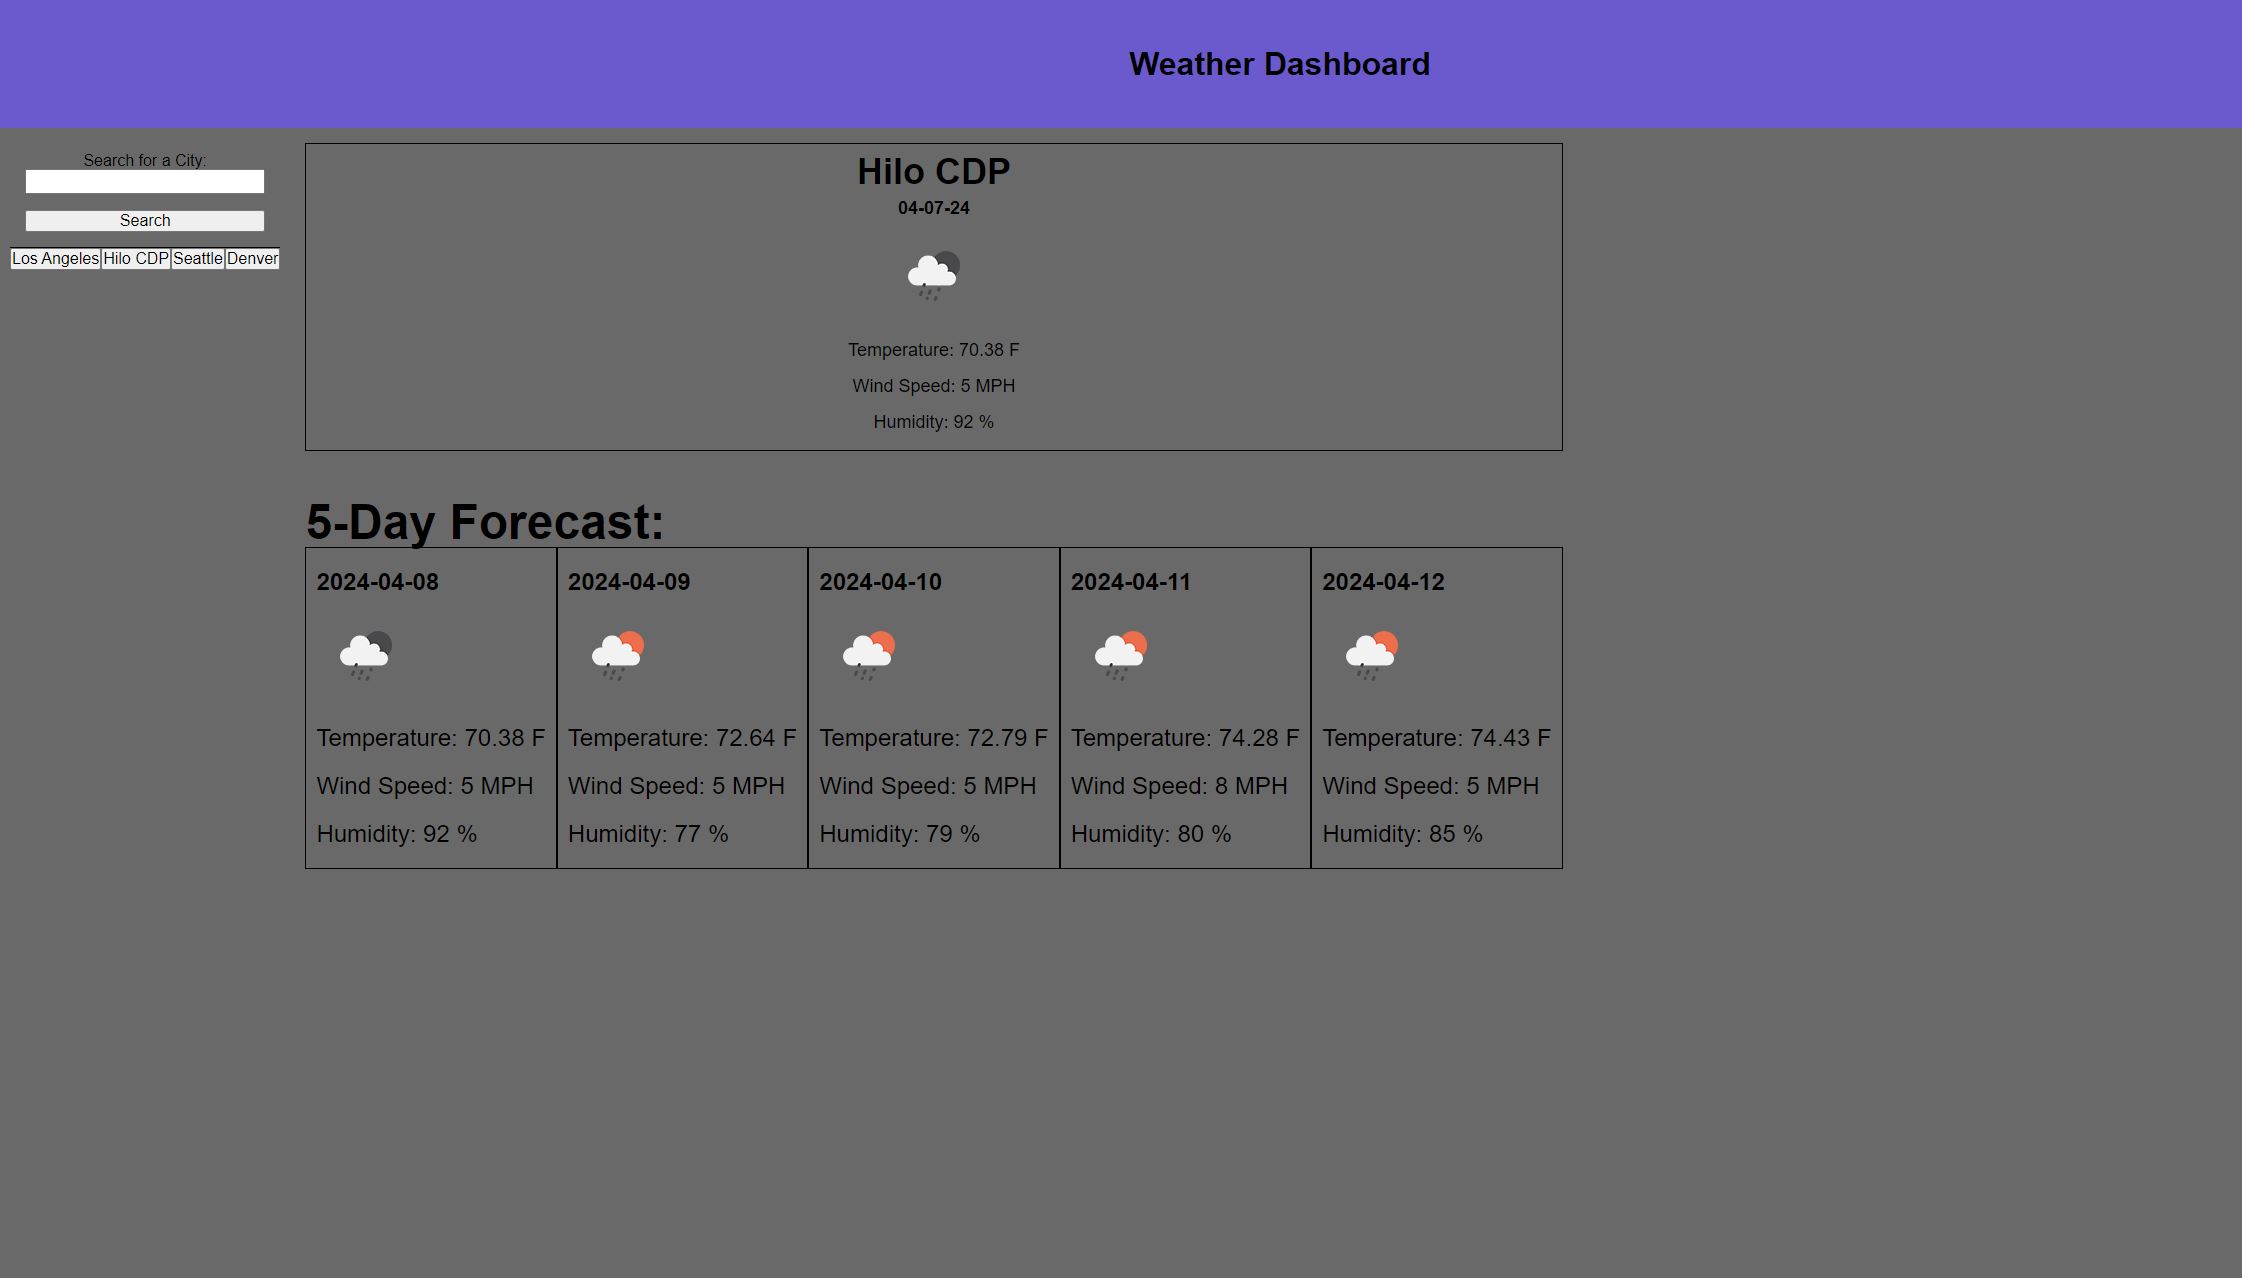 Weather Dashboard
Search for a City:
Search
Los Angeles Hilo CDP Seattle Denver
Hilo CDP
04-07-24
Temperature: 70.38 F
Wind Speed: 5 MPH
Humidity: 92 %
5-Day Forecast:
2024-04-08
Temperature: 70.38 F
Wind Speed: 5 MPH
Humidity: 92 %
2024-04-09
Temperature: 72.64 F
Wind Speed: 5 MPH
Humidity: 77 %
2024-04-10
Temperature: 72.79 F
Wind Speed: 5 MPH
Humidity: 79 %
2024-04-11
Temperature: 74.28 F
Wind Speed: 8 MPH
Humidity: 80 %
2024-04-12
Temperature: 74.43 F
Wind Speed: 5 MPH
Humidity: 85 %